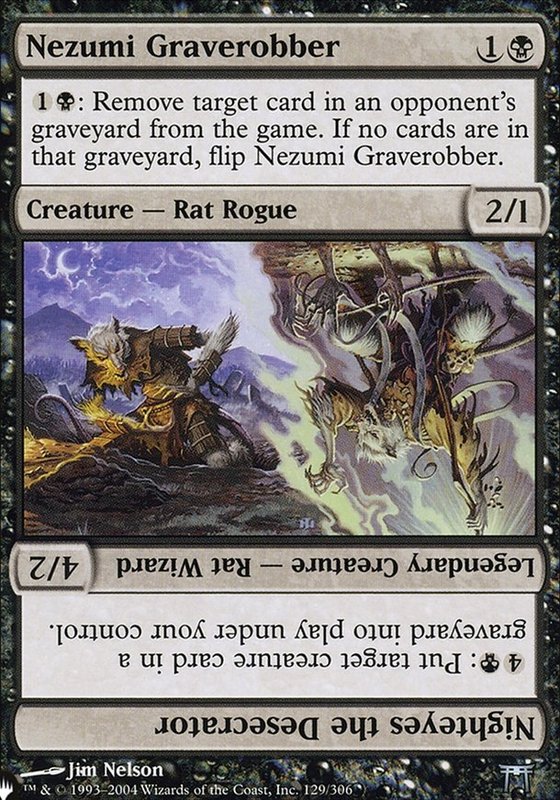 Nezumi Graverobber 1
1: Remove target card in an opponent's
graveyard from the game. If no cards are in
that graveyard, flip Nezumi Graverobber.
Creature — Rat Rogue
2/1
Nighteyes the Desecrator
4: Put target creature card in a
graveyard into play under your control.
Legendary Creature — Rat Wizard
4/2
Jim Nelson
™ & © 1993–2004 Wizards of the Coast, Inc. 129/306